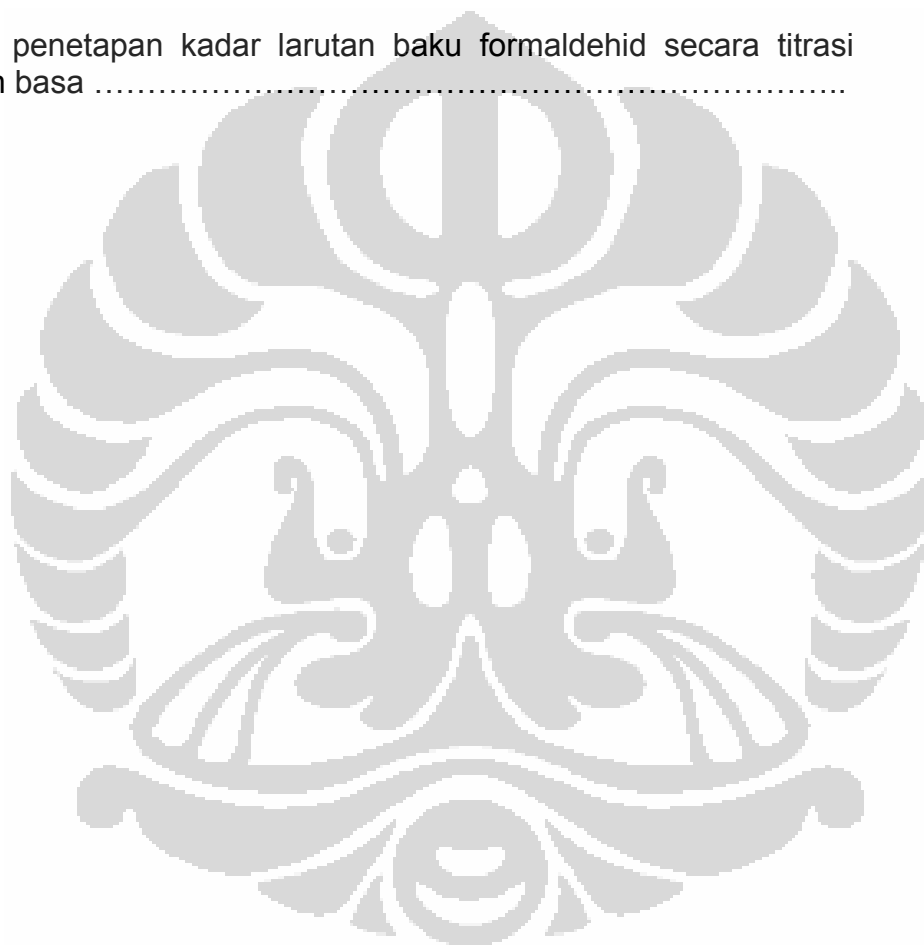 penetapan kadar larutan baku formaldehid secara titrasi
basa ……………………………………………………………..